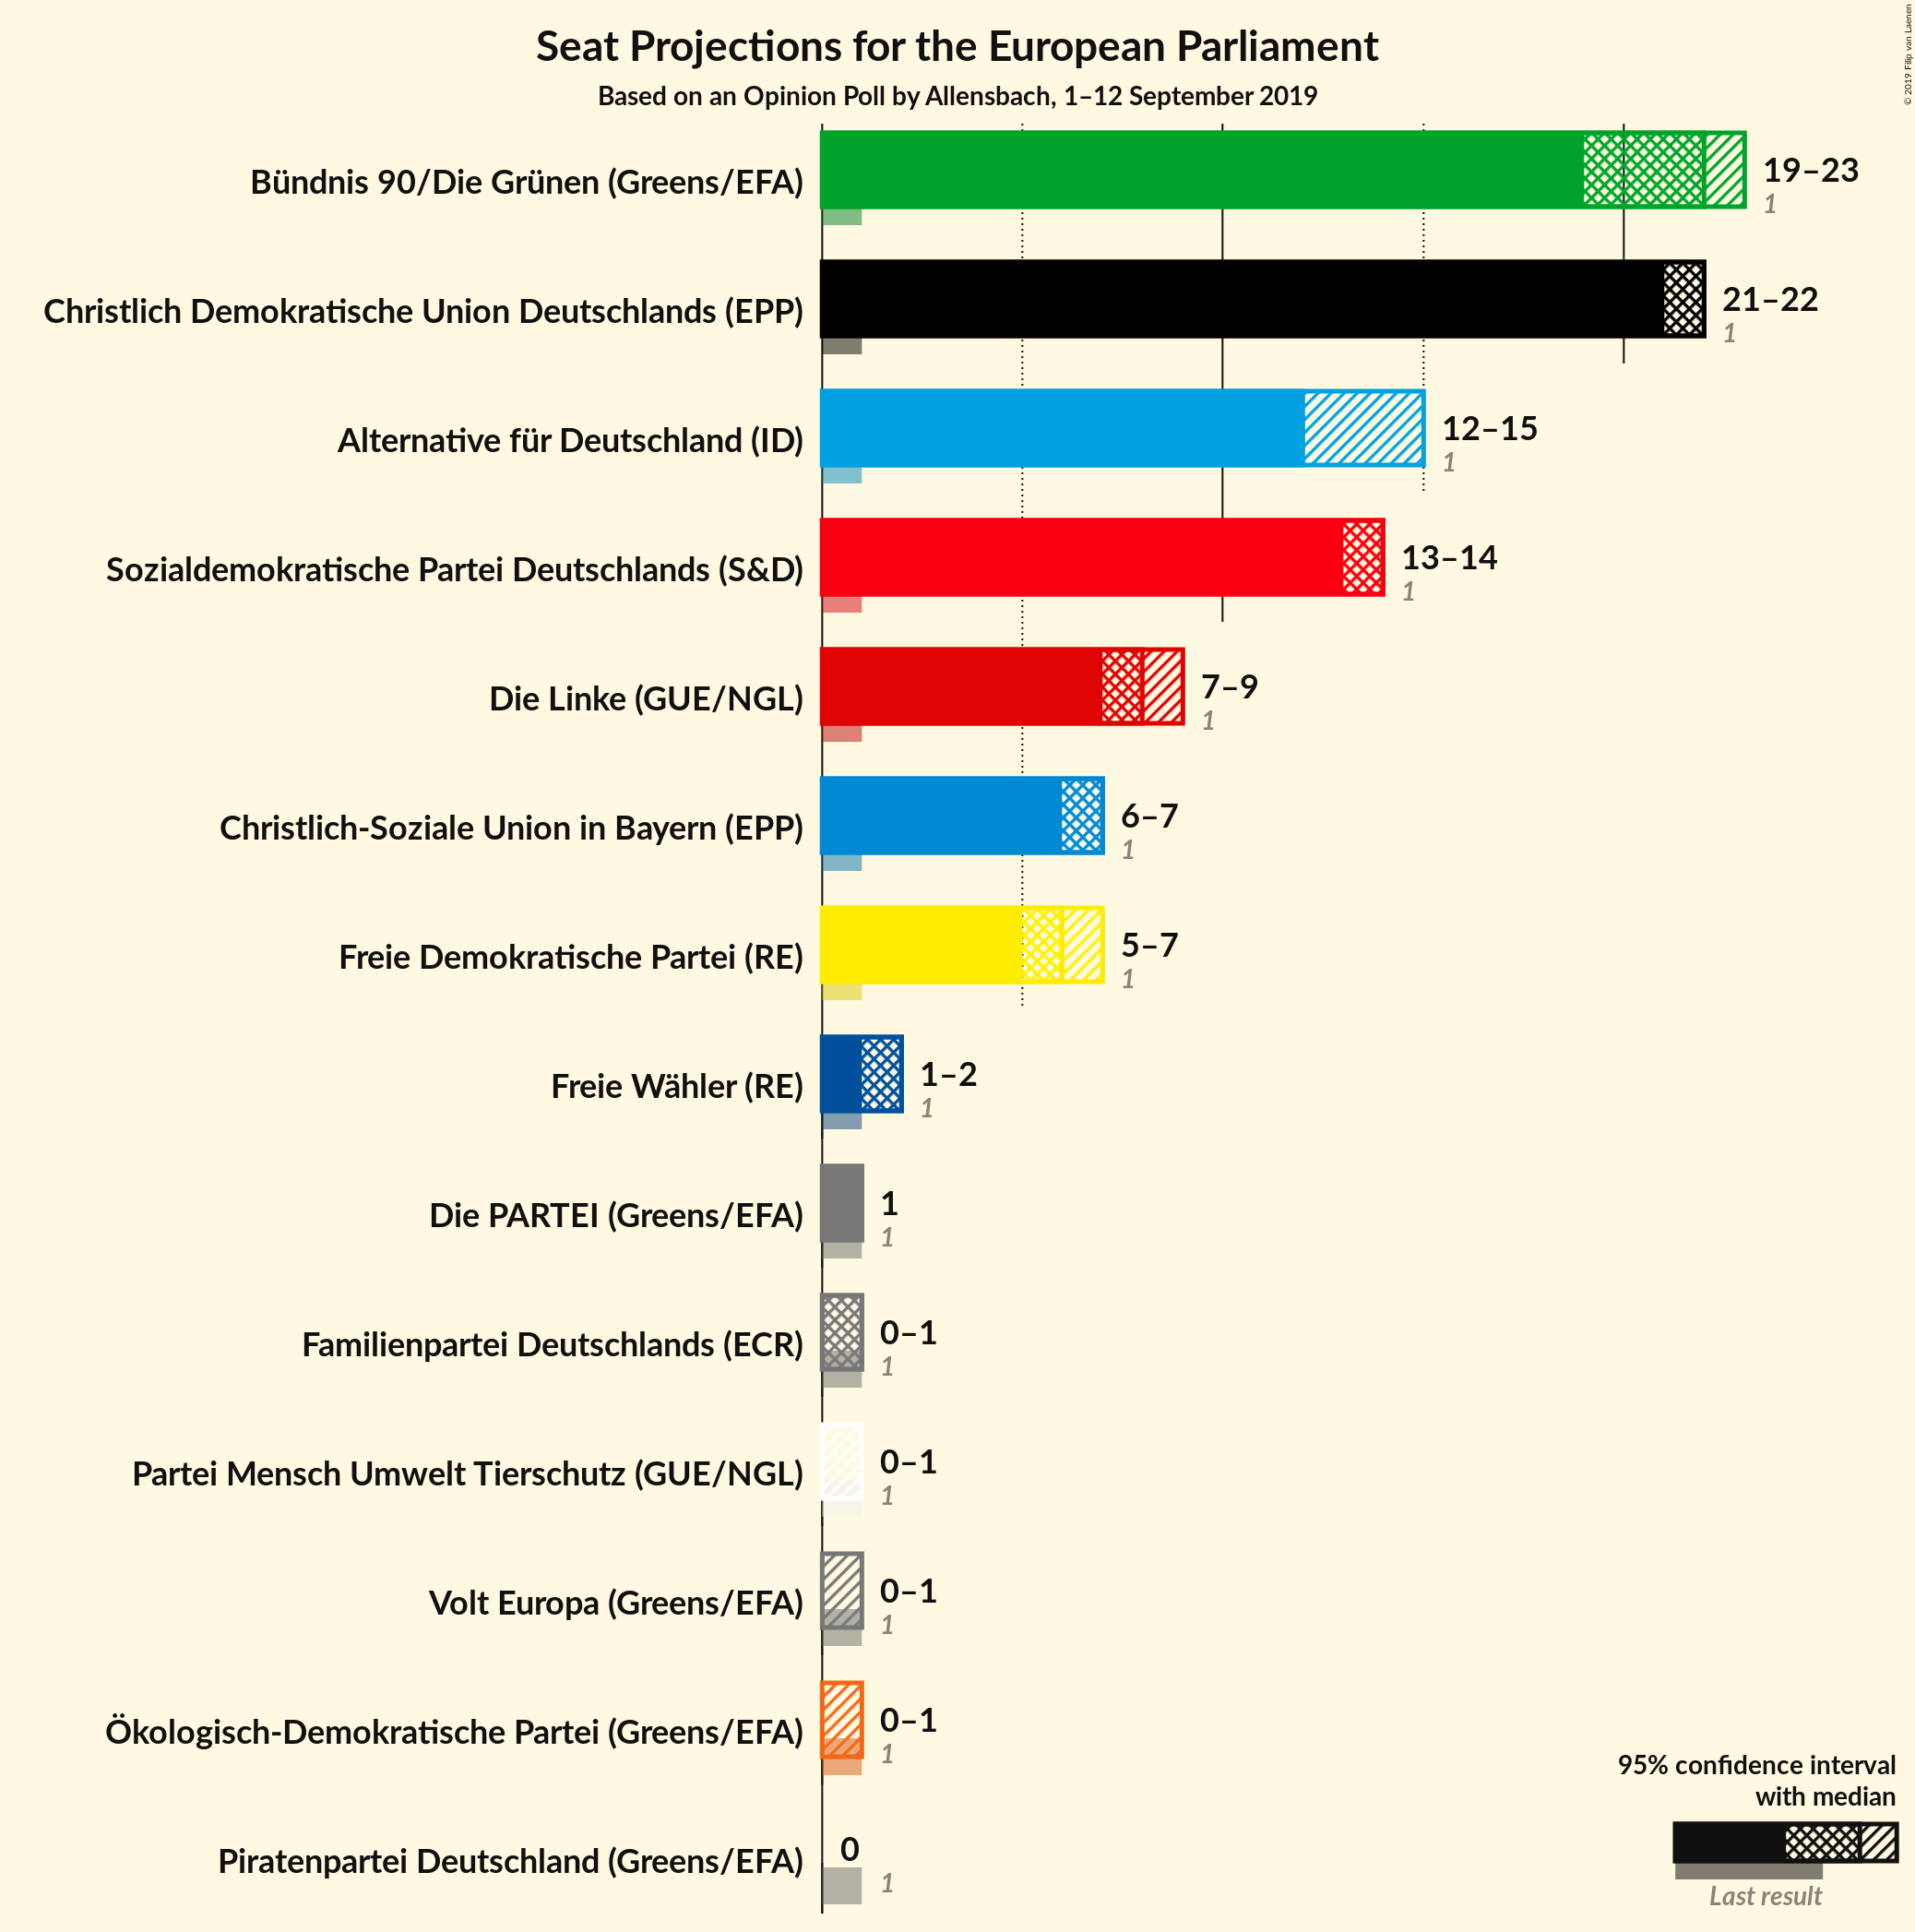 Seat Projections for the European Parliament
Based on an Opinion Poll by Allensbach, 1–12 September 2019
© 2019 Filip van Laenen
Bündnis 90/Die Grünen (Greens/EFA)
19–23
1
Christlich Demokratische Union Deutschlands (EPP)
21–22
1
Alternative für Deutschland (ID)
12–15
1
Sozialdemokratische Partei Deutschlands (S&D)
13–14
1
Die Linke (GUE/NGL)
7–9
1
Christlich-Soziale Union in Bayern (EPP)
6–7
1
Freie Demokratische Partei (RE)
5–7
1
Freie Wähler (RE)
1–2
1
Die PARTEI (Greens/EFA)
1
1
Familienpartei Deutschlands (ECR)
0–1
1
Partei Mensch Umwelt Tierschutz (GUE/NGL)
0–1
1
Volt Europa (Greens/EFA)
0–1
1
Ökologisch-Demokratische Partei (Greens/EFA)
0–1
1
Piratenpartei Deutschland (Greens/EFA)
0
1
95% confidence interval
with median
Last result